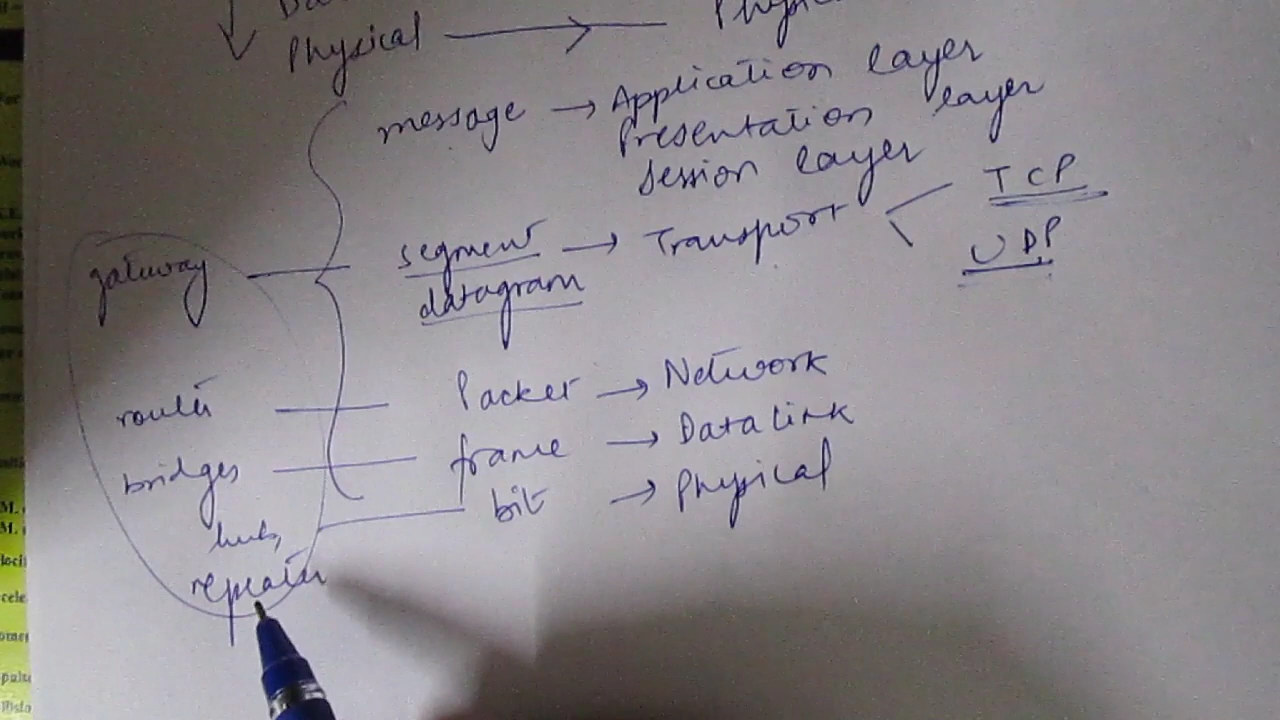 Physical
message → Application layer
Presentation layer
Session layer
gateway segment → Transport TCP
datagram UDP
router Packet → Network
bridges frame → Data Link
hub, bit → Physical
repeater